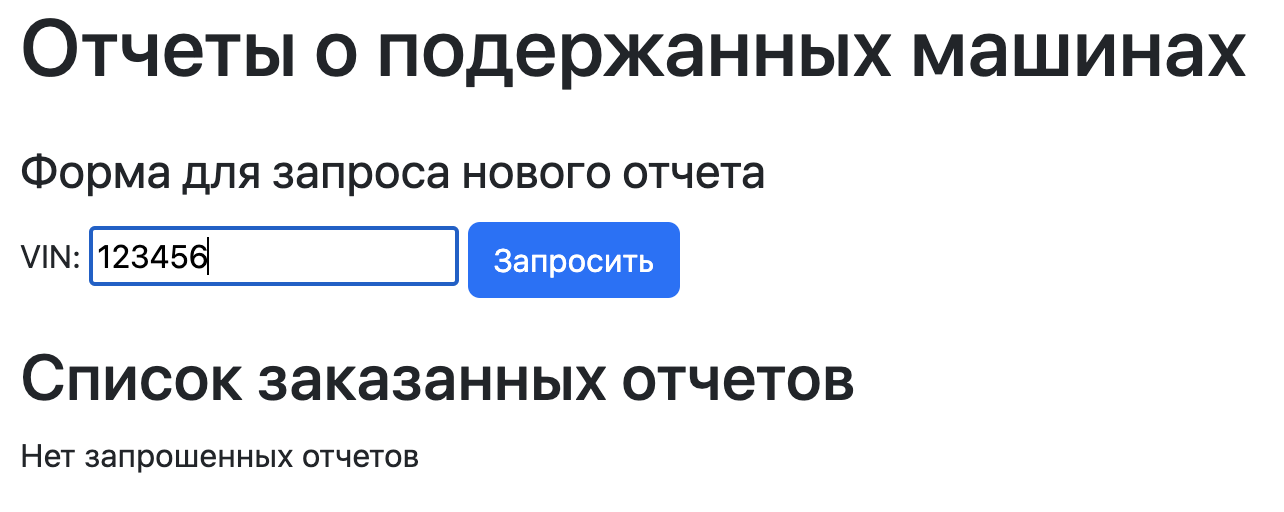 Отчеты о подержанных машинах
Форма для запроса нового отчета
VIN: 123456 Запросить
Список заказанных отчетов
Нет запрошенных отчетов